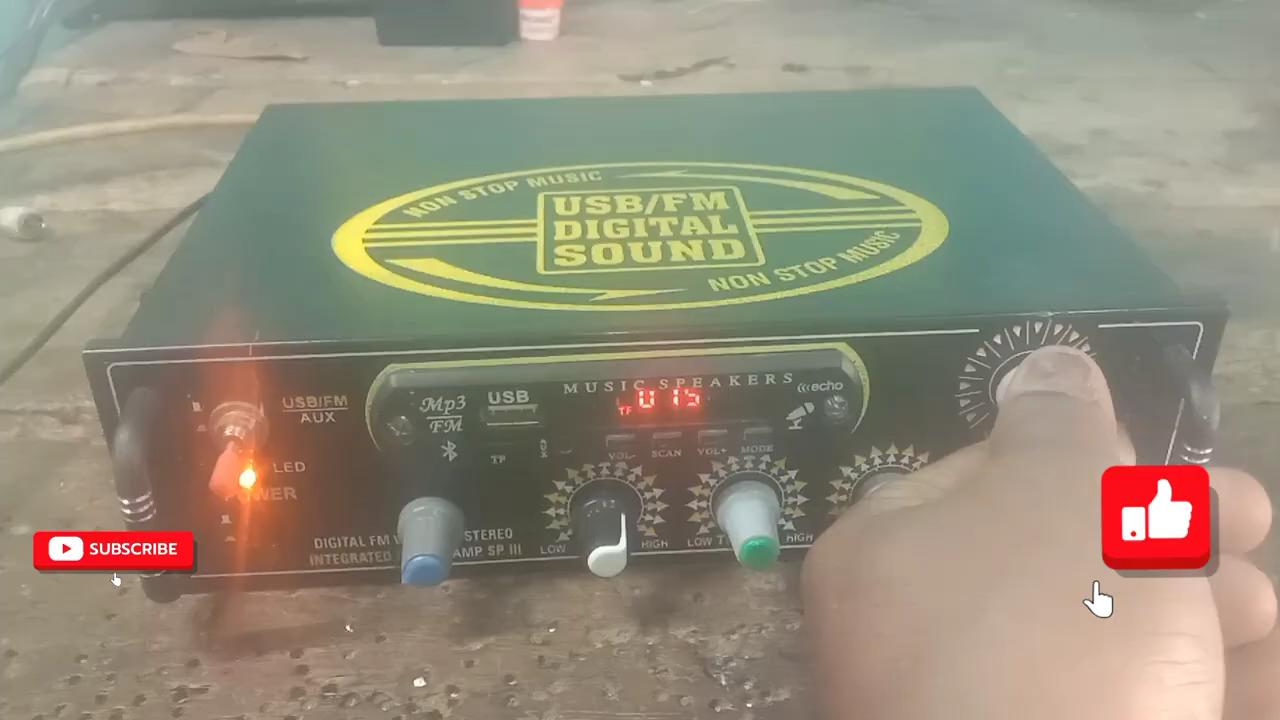 NON STOP MUSIC
USB/FM
DIGITAL
SOUND
NON STOP MUSIC
MUSIC SPEAKERS
echo
USB/FM
AUX
Mp3
FM
USB
TF
U15
TF
VOL-
SCAN
VOL+
MODE
LED
POWER
DIGITAL FM
STEREO
INTEGRATED
AMP SP III
LOW
HIGH
LOW
HIGH
SUBSCRIBE